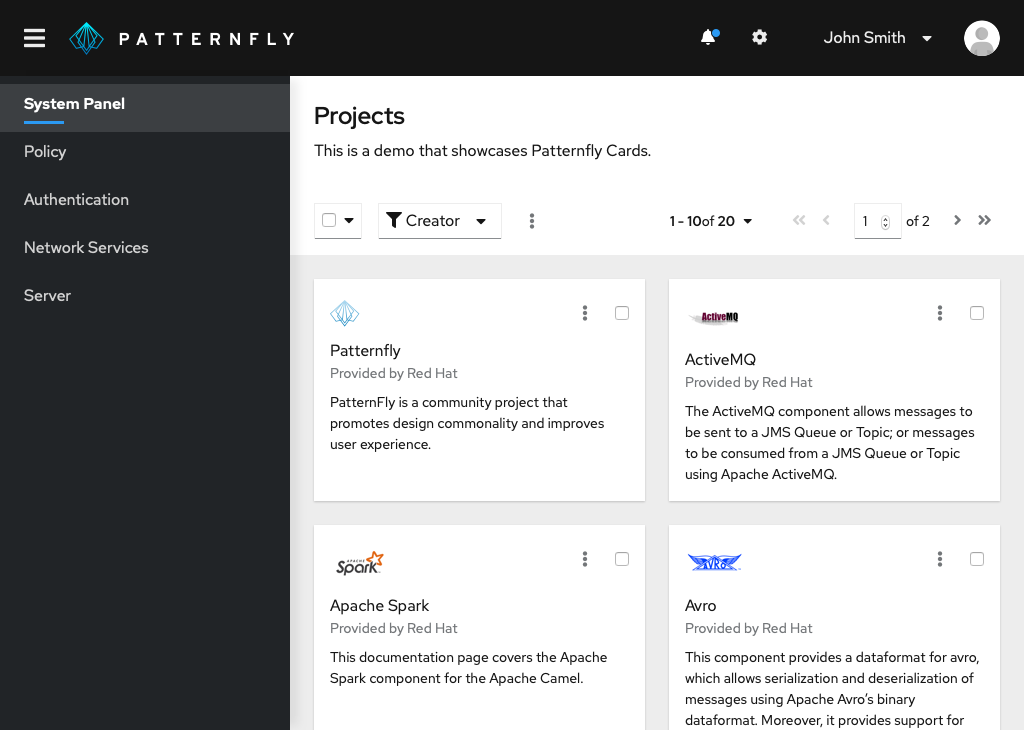 PATTERNFLY
John Smith
System Panel
Policy
Authentication
Network Services
Server
Projects
This is a demo that showcases Patternfly Cards.
Creator
1 - 10of 20
1
of 2
Patternfly
Provided by Red Hat
PatternFly is a community project that
promotes design commonality and improves
user experience.
ActiveMQ
ActiveMQ
Provided by Red Hat
The ActiveMQ component allows messages to
be sent to a JMS Queue or Topic; or messages
to be consumed from a JMS Queue or Topic
using Apache ActiveMQ.
APACHE
Spark
Apache Spark
Provided by Red Hat
This documentation page covers the Apache
Spark component for the Apache Camel.
AVRO
Avro
Provided by Red Hat
This component provides a dataformat for avro,
which allows serialization and deserialization of
messages using Apache Avro’s binary
dataformat. Moreover, it provides support for